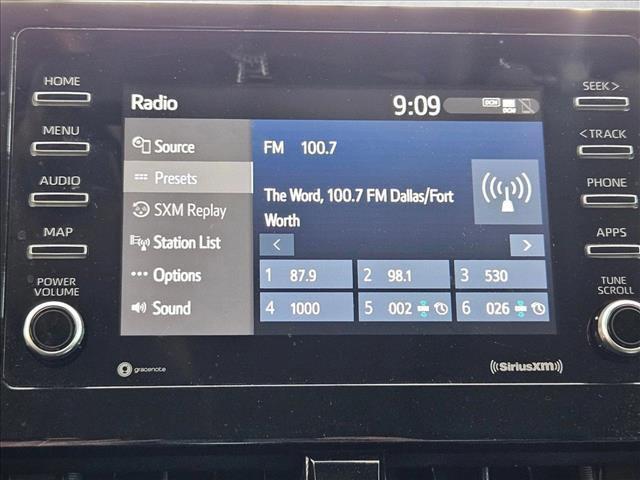 HOME
MENU
AUDIO
MAP
POWER
VOLUME
Radio
9:09
DCM
DCM
Source
Presets
SXM Replay
Station List
Options
Sound
FM 100.7
The Word, 100.7 FM Dallas/Fort
Worth
< >
1 87.9 2 98.1 3 530
4 1000 5 002 6 026
SEEK >
< TRACK
PHONE
APPS
TUNE
SCROLL
gracenote
((SiriusXM))